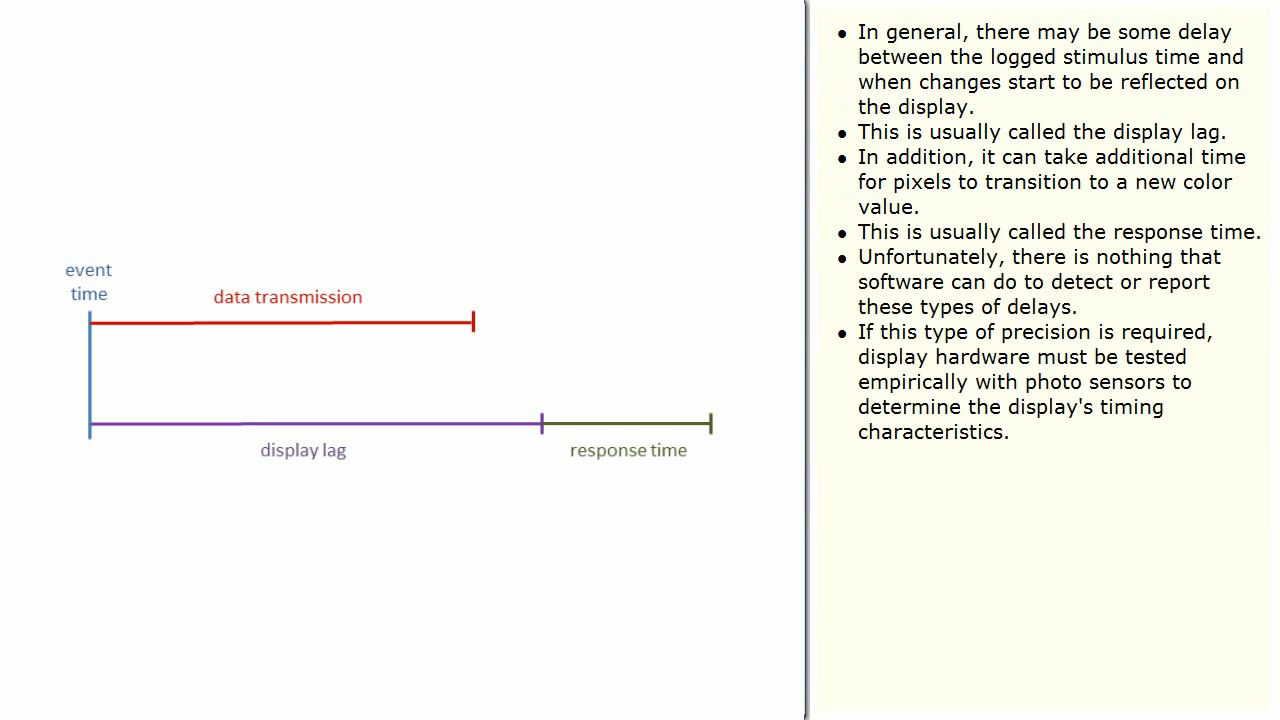 event
time
data transmission
display lag
response time
• In general, there may be some delay
between the logged stimulus time and
when changes start to be reflected on
the display.
• This is usually called the display lag.
• In addition, it can take additional time
for pixels to transition to a new color
value.
• This is usually called the response time.
• Unfortunately, there is nothing that
software can do to detect or report
these types of delays.
• If this type of precision is required,
display hardware must be tested
empirically with photo sensors to
determine the display's timing
characteristics.